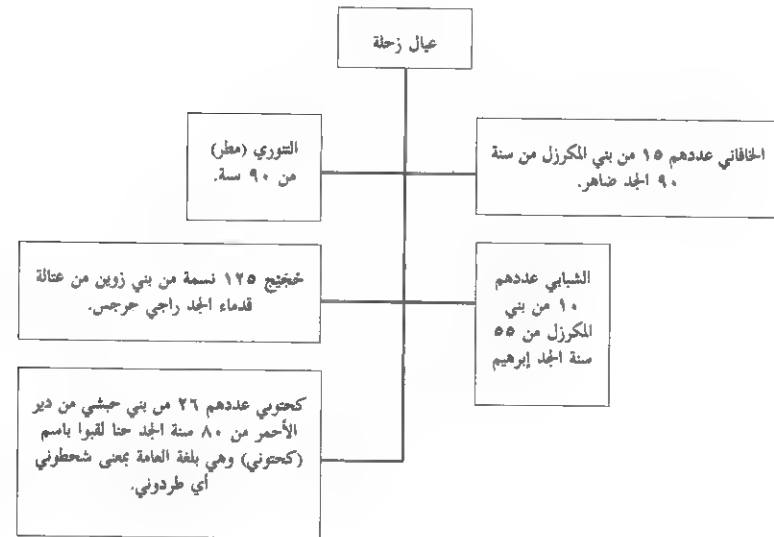 عيال زحلة
الخافاني عددهم ١٥ من بني المكرزل من سنة
٩٠ الجد ضاهر.
التنوري (مطر)
من ٩٠ سنة.
الشبابي عددهم
١٠ من بني
المكرزل من ٥٥
سنة الجد إبرهيم
حُجَيْج ١٢٥ نسمة من بني زوين من عتالة
قدماء الجد راجي جرجس.
كحتوني عددهم ٢٦ من بني حبشي من دير
الأحمر من ٨٠ سنة الجد حنا لقبوا باسم
(كحتوني) وهي بلغة العامة بمعنى شحطوني
أي طردوني.